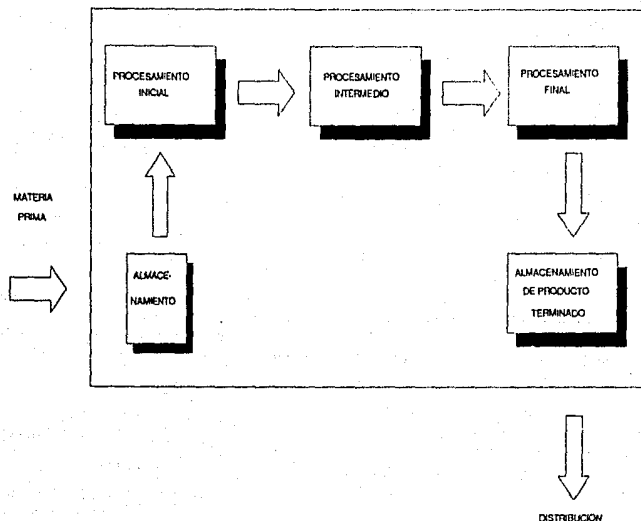 PROCESAMIENTO
INICIAL
PROCESAMIENTO
INTERMEDIO
PROCESAMIENTO
FINAL
MATERIA
PRIMA
ALMACE-
NAMIENTO
ALMACENAMIENTO
DE PRODUCTO
TERMINADO
DISTRIBUCION